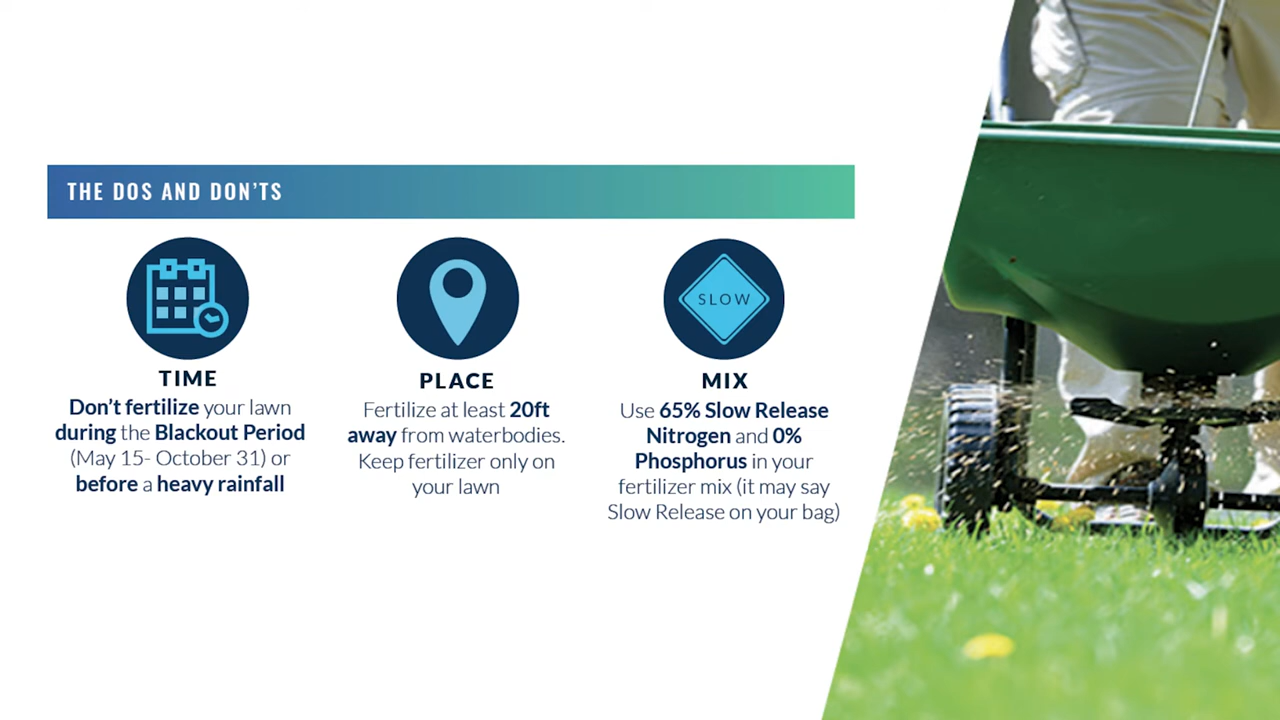 THE DOS AND DON'TS
TIME
Don't fertilize your lawn
during the Blackout Period
(May 15- October 31) or
before a heavy rainfall
PLACE
Fertilize at least 20ft
away from waterbodies.
Keep fertilizer only on
your lawn
SLOW
MIX
Use 65% Slow Release
Nitrogen and 0%
Phosphorus in your
fertilizer mix (it may say
Slow Release on your bag)